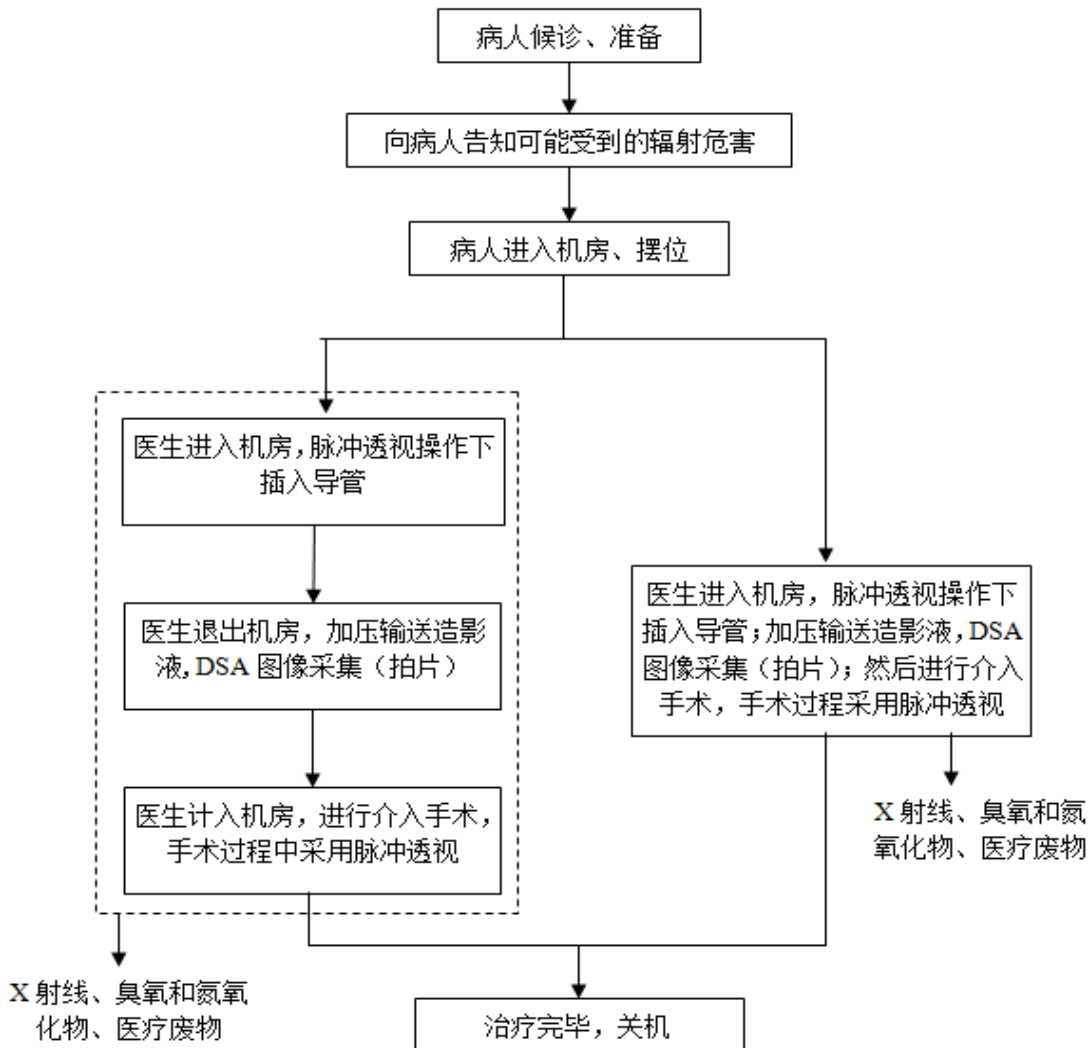 病人候诊、准备
向病人告知可能受到的辐射危害
病人进入机房、摆位
医生进入机房,脉冲透视操作下
插入导管
医生退出机房，加压输送造影
液,DSA 图像采集（拍片）
医生计入机房，进行介入手术，
手术过程中采用脉冲透视
X 射线、臭氧和氮氧
化物、医疗废物
医生进入机房，脉冲透视操作下
插入导管;加压输送造影液，DSA
图像采集（拍片）；然后进行介入
手术，手术过程采用脉冲透视
X 射线、臭氧和氮
氧化物、医疗废物
治疗完毕，关机